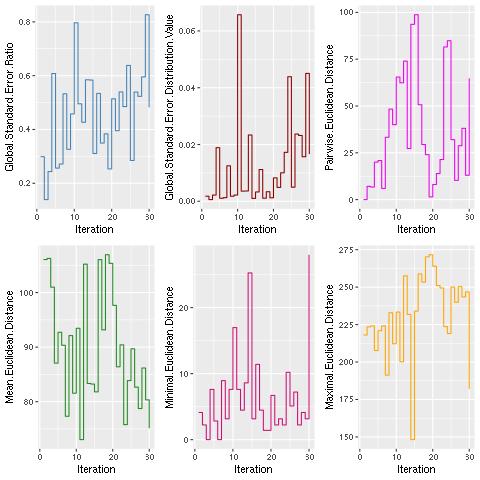 Global.Standard.Error.Ratio
0.8
0.6
0.4
0.2
0 10 20 30
Iteration
Global.Standard.Error.Distribution.Value
0.06
0.04
0.02
0.00
0 10 20 30
Iteration
Pairwise.Euclidean.Distance
100
75
50
25
0
0 10 20 30
Iteration
Mean.Euclidean.Distance
100
90
80
0 10 20 30
Iteration
Minimal.Euclidean.Distance
20
10
0
0 10 20 30
Iteration
Maximal.Euclidean.Distance
275
250
225
200
175
150
0 10 20 30
Iteration